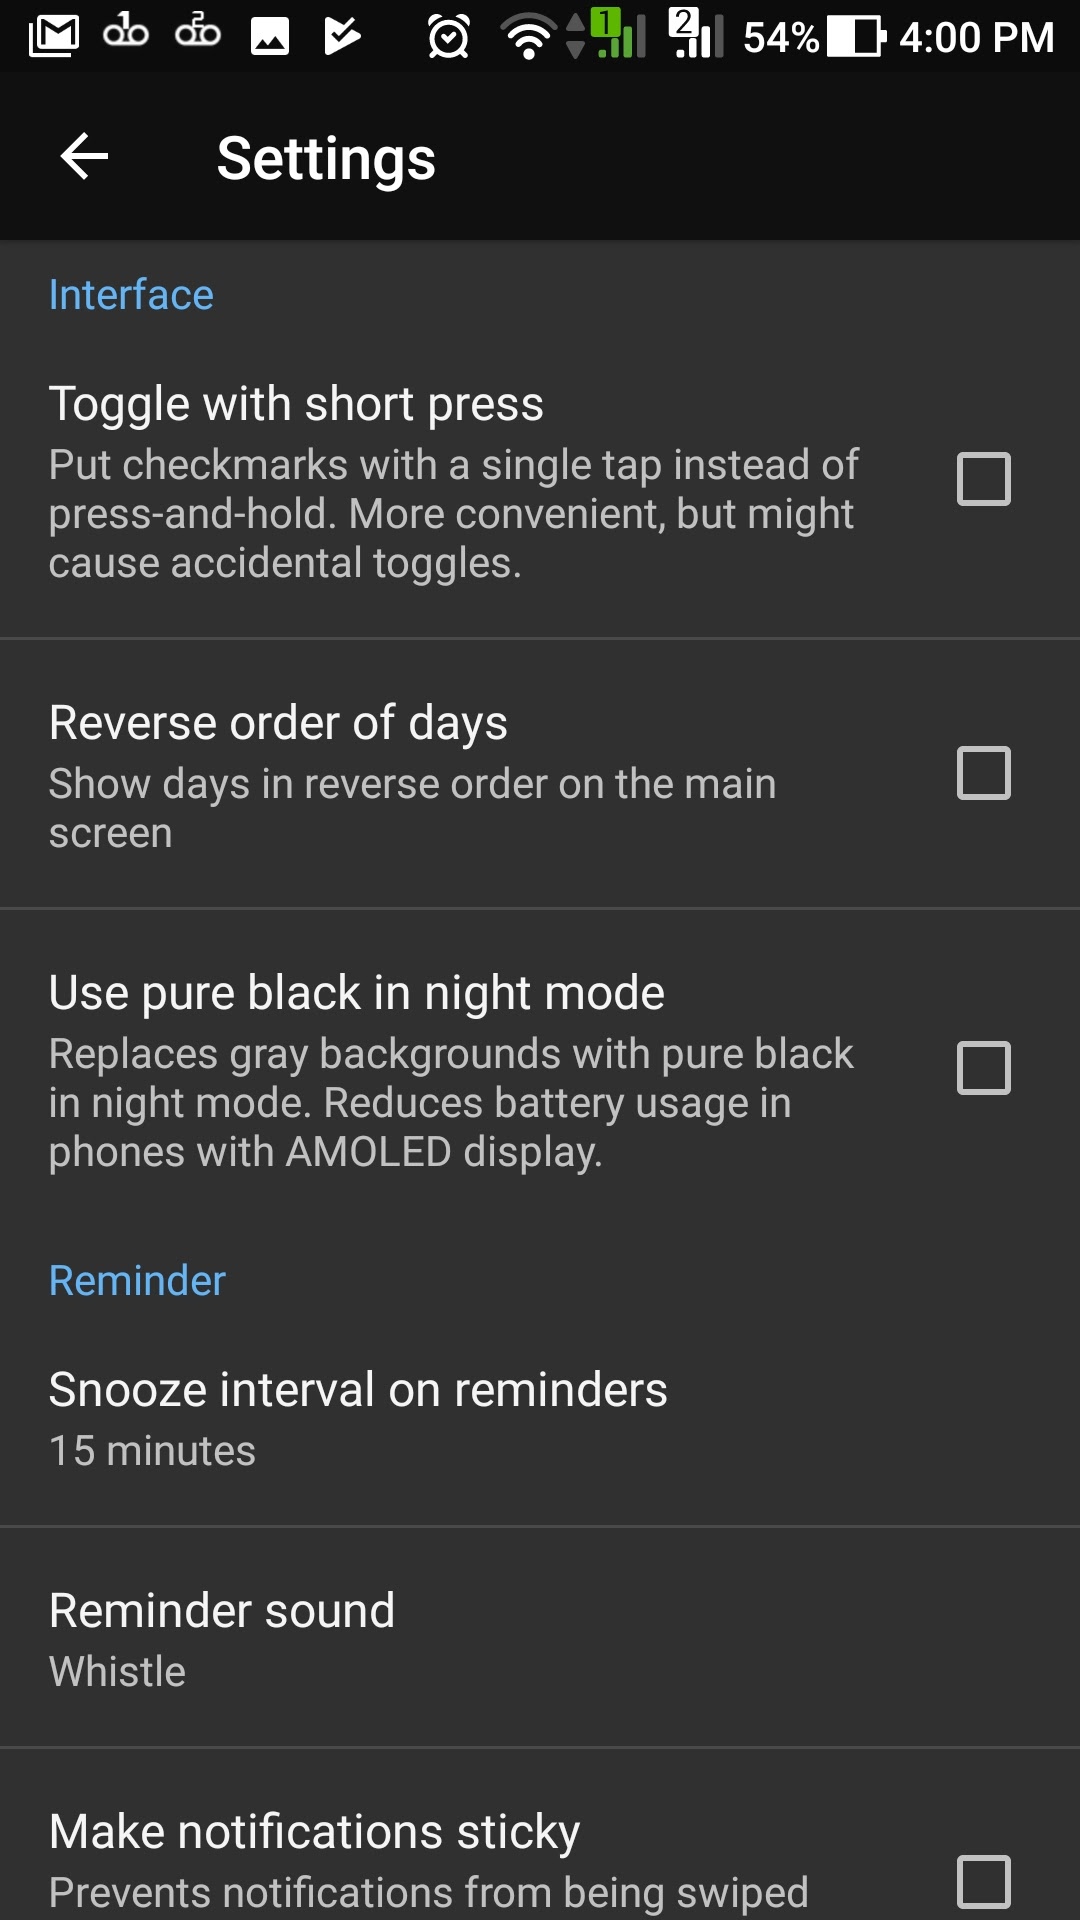 1 2 54% 4:00 PM
Settings
Interface
Toggle with short press
Put checkmarks with a single tap instead of
press-and-hold. More convenient, but might
cause accidental toggles.
Reverse order of days
Show days in reverse order on the main
screen
Use pure black in night mode
Replaces gray backgrounds with pure black
in night mode. Reduces battery usage in
phones with AMOLED display.
Reminder
Snooze interval on reminders
15 minutes
Reminder sound
Whistle
Make notifications sticky
Prevents notifications from being swiped